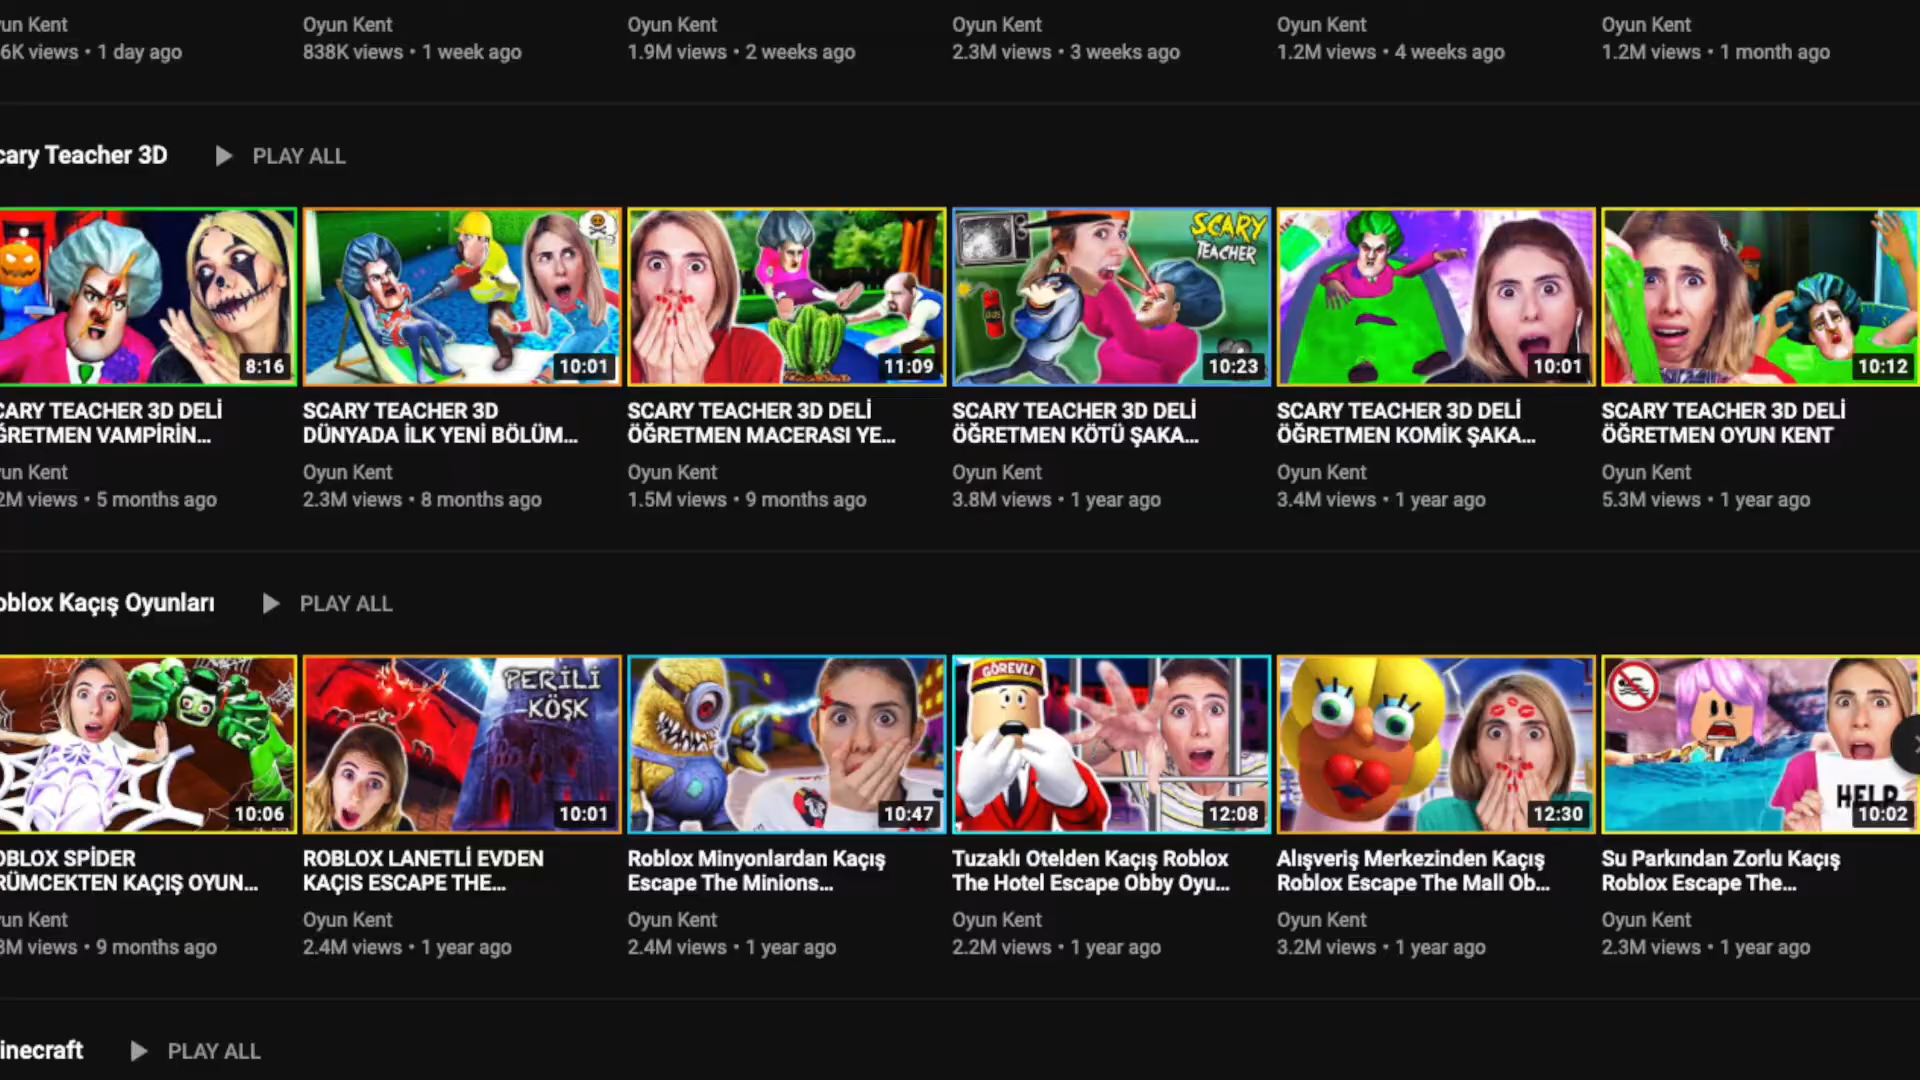 un Kent
6K views • 1 day ago
Oyun Kent
838K views • 1 week ago
Oyun Kent
1.9M views • 2 weeks ago
Oyun Kent
2.3M views • 3 weeks ago
Oyun Kent
1.2M views • 4 weeks ago
Oyun Kent
1.2M views • 1 month ago
cary Teacher 3D
PLAY ALL
8:16
10:01
11:09
SCARY
TEACHER
10:23
10:01
10:12
CARY TEACHER 3D DELİ
ĞRETMEN VAMPİRİN...
un Kent
2M views • 5 months ago
SCARY TEACHER 3D
DÜNYADA İLK YENİ BÖLÜM...
Oyun Kent
2.3M views • 8 months ago
SCARY TEACHER 3D DELİ
ÖĞRETMEN MACERASI YE...
Oyun Kent
1.5M views • 9 months ago
SCARY TEACHER 3D DELİ
ÖĞRETMEN KÖTÜ ŞAKA...
Oyun Kent
3.8M views • 1 year ago
SCARY TEACHER 3D DELİ
ÖĞRETMEN KOMİK ŞAKA...
Oyun Kent
3.4M views • 1 year ago
SCARY TEACHER 3D DELİ
ÖĞRETMEN OYUN KENT
Oyun Kent
5.3M views • 1 year ago
oblox Kaçış Oyunları
PLAY ALL
10:06
PERİLİ
KÖŞK
10:01
10:47
GÖREVLİ
12:08
12:30
HELP
10:02
OBLOX SPİDER
RÜMCEKTEN KAÇIŞ OYUN...
un Kent
3M views • 9 months ago
ROBLOX LANETLİ EVDEN
KAÇIS ESCAPE THE...
Oyun Kent
2.4M views • 1 year ago
Roblox Minyonlardan Kaçış
Escape The Minions...
Oyun Kent
2.4M views • 1 year ago
Tuzaklı Otelden Kaçış Roblox
The Hotel Escape Obby Oyu...
Oyun Kent
2.2M views • 1 year ago
Alışveriş Merkezinden Kaçış
Roblox Escape The Mall Ob...
Oyun Kent
3.2M views • 1 year ago
Su Parkından Zorlu Kaçış
Roblox Escape The...
Oyun Kent
2.3M views • 1 year ago
inecraft
PLAY ALL